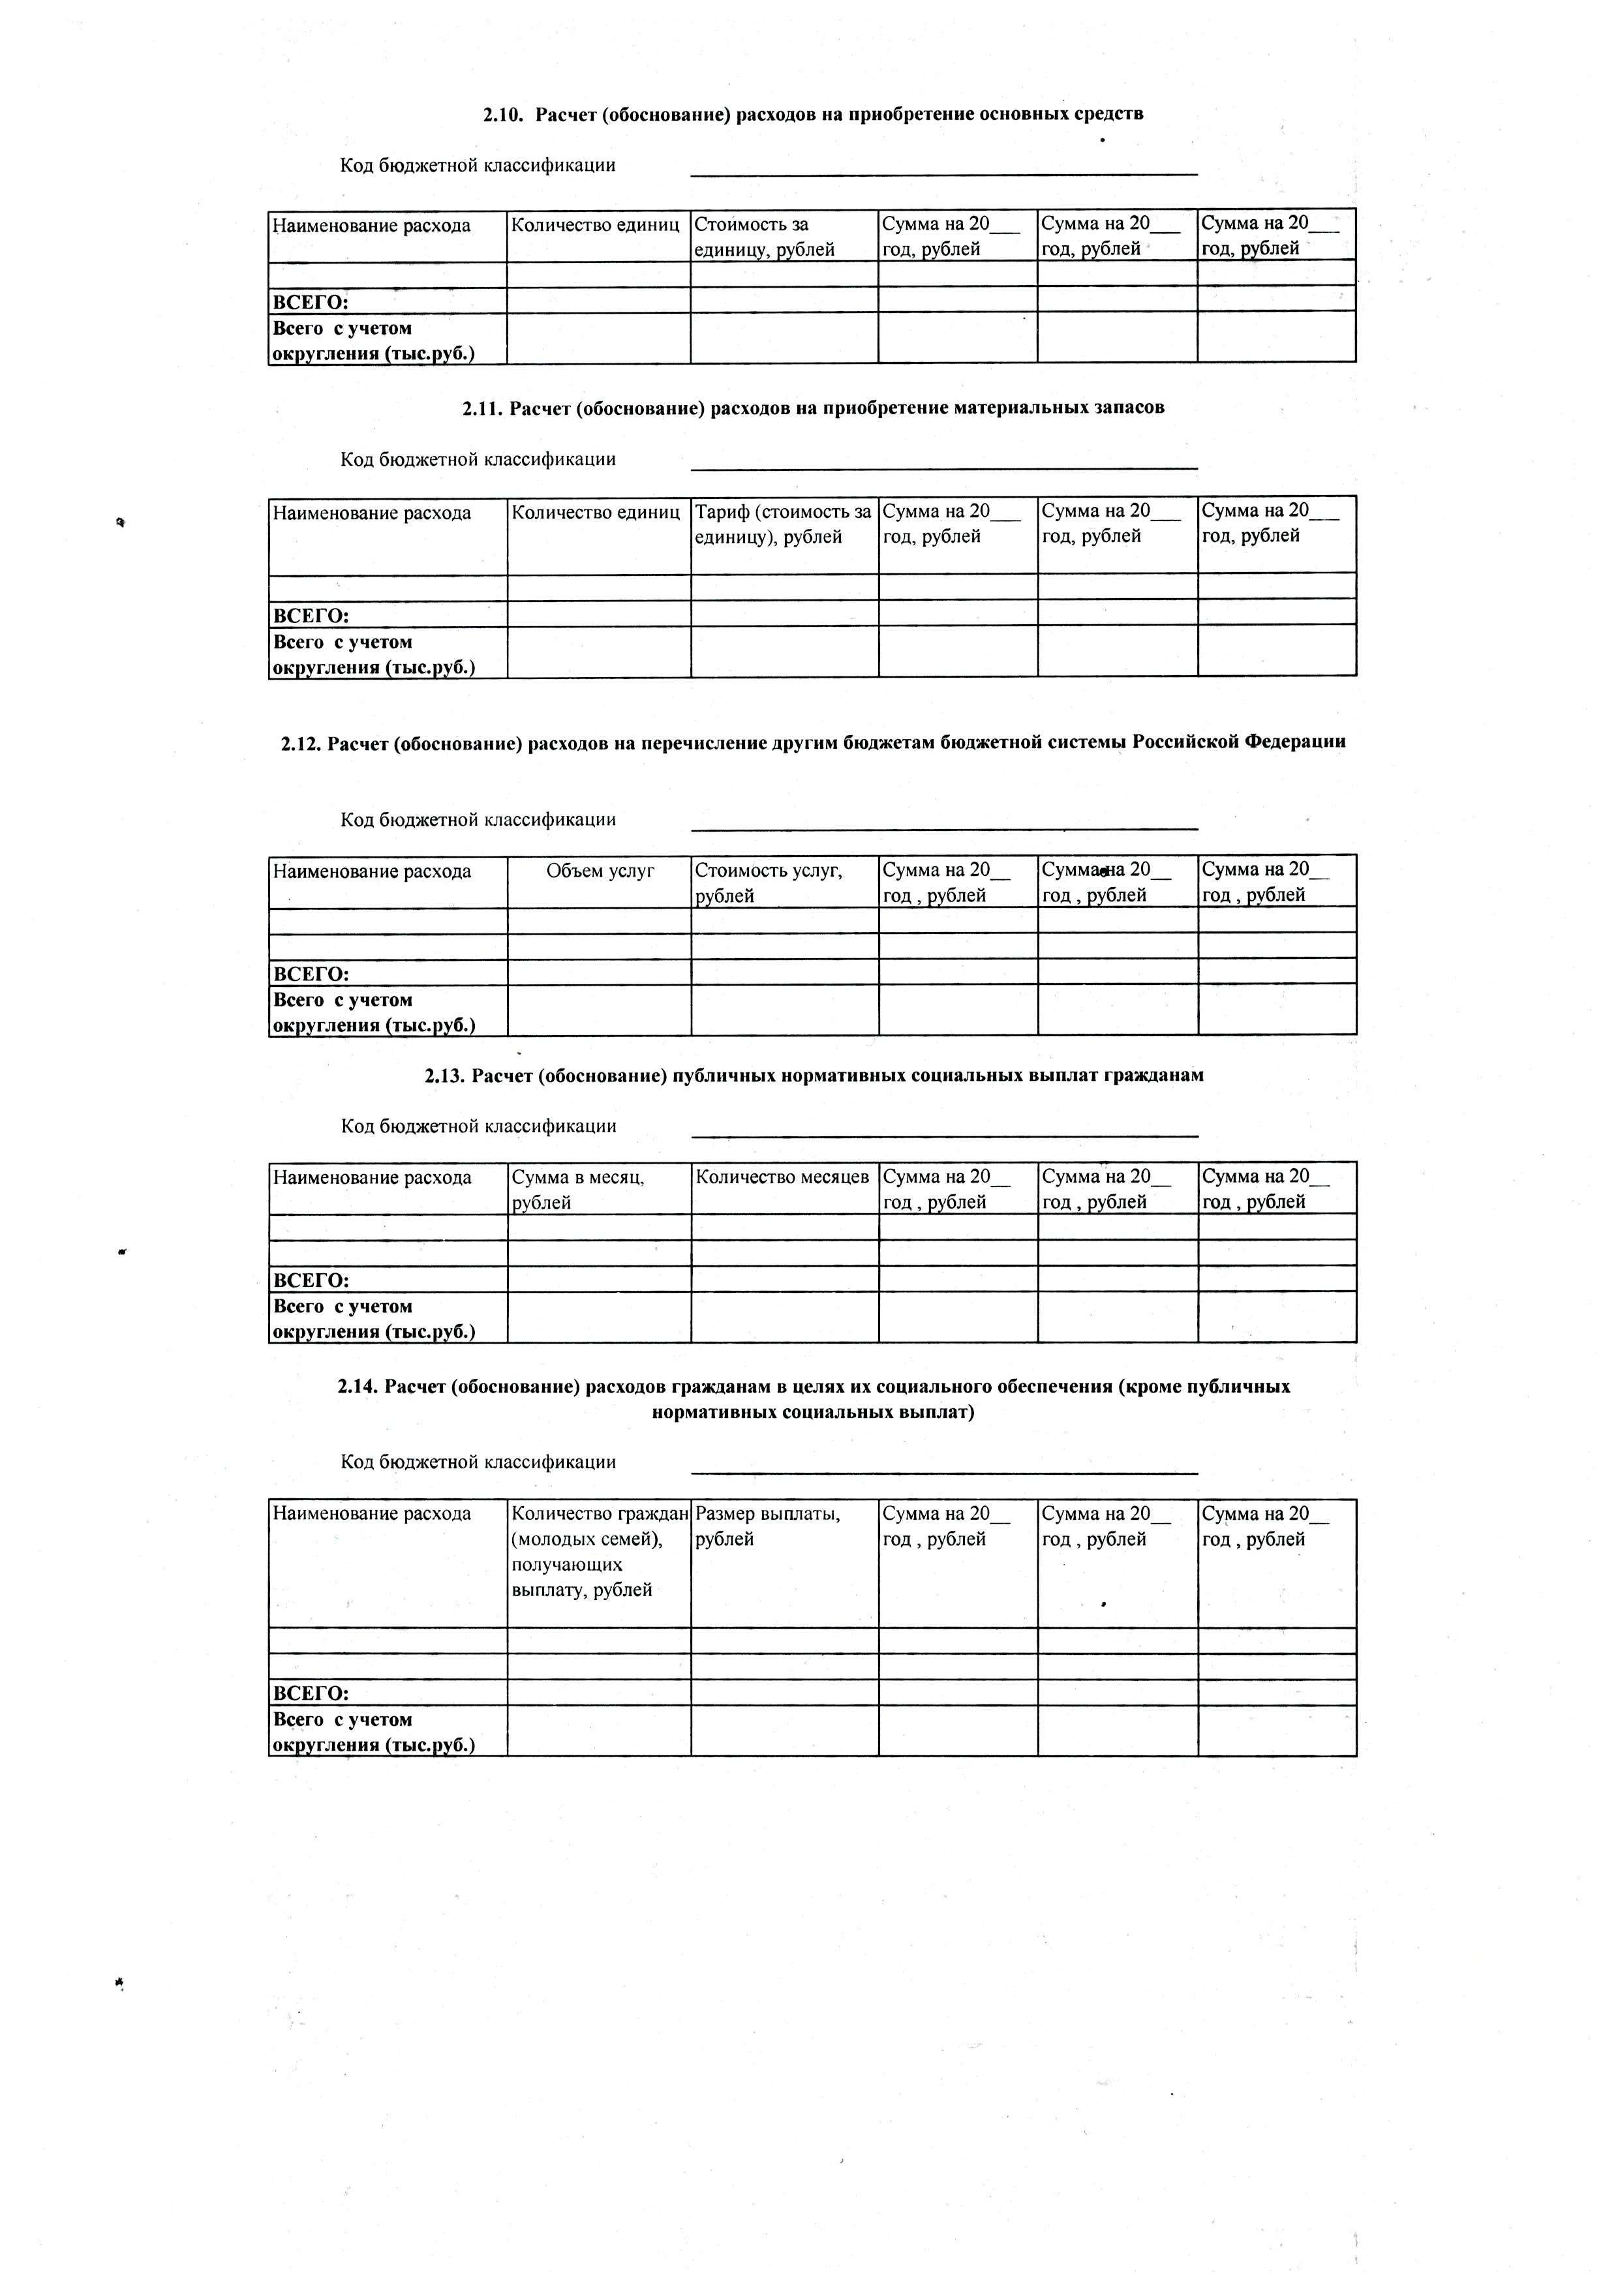 2.10. Расчет (обоснование) расходов на приобретение основных средств
Код бюджетной классификации
Наименование расхода Количество единиц Стоимость за единицу, рублей Сумма на 20___ год, рублей Сумма на 20___ год, рублей Сумма на 20___ год, рублей
ВСЕГО:
Всего с учетом
округления (тыс.руб.)
2.11. Расчет (обоснование) расходов на приобретение материальных запасов
Код бюджетной классификации
Наименование расхода Количество единиц Тариф (стоимость за единицу), рублей Сумма на 20___ год, рублей Сумма на 20___ год, рублей Сумма на 20___ год, рублей
ВСЕГО:
Всего с учетом
округления (тыс.руб.)
2.12. Расчет (обоснование) расходов на перечисление другим бюджетам бюджетной системы Российской Федерации
Код бюджетной классификации
Наименование расхода Объем услуг Стоимость услуг, рублей Сумма на 20__ год , рублей Сумма на 20__ год , рублей Сумма на 20__ год , рублей
ВСЕГО:
Всего с учетом
округления (тыс.руб.)
2.13. Расчет (обоснование) публичных нормативных социальных выплат гражданам
Код бюджетной классификации
Наименование расхода Сумма в месяц, рублей Количество месяцев Сумма на 20__ год , рублей Сумма на 20__ год , рублей Сумма на 20__ год , рублей
ВСЕГО:
Всего с учетом
округления (тыс.руб.)
2.14. Расчет (обоснование) расходов гражданам в целях их социального обеспечения (кроме публичных
нормативных социальных выплат)
Код бюджетной классификации
Наименование расхода Количество граждан (молодых семей), получающих выплату, рублей Размер выплаты, рублей Сумма на 20__ год , рублей Сумма на 20__ год , рублей Сумма на 20__ год , рублей
ВСЕГО:
Всего с учетом
округления (тыс.руб.)